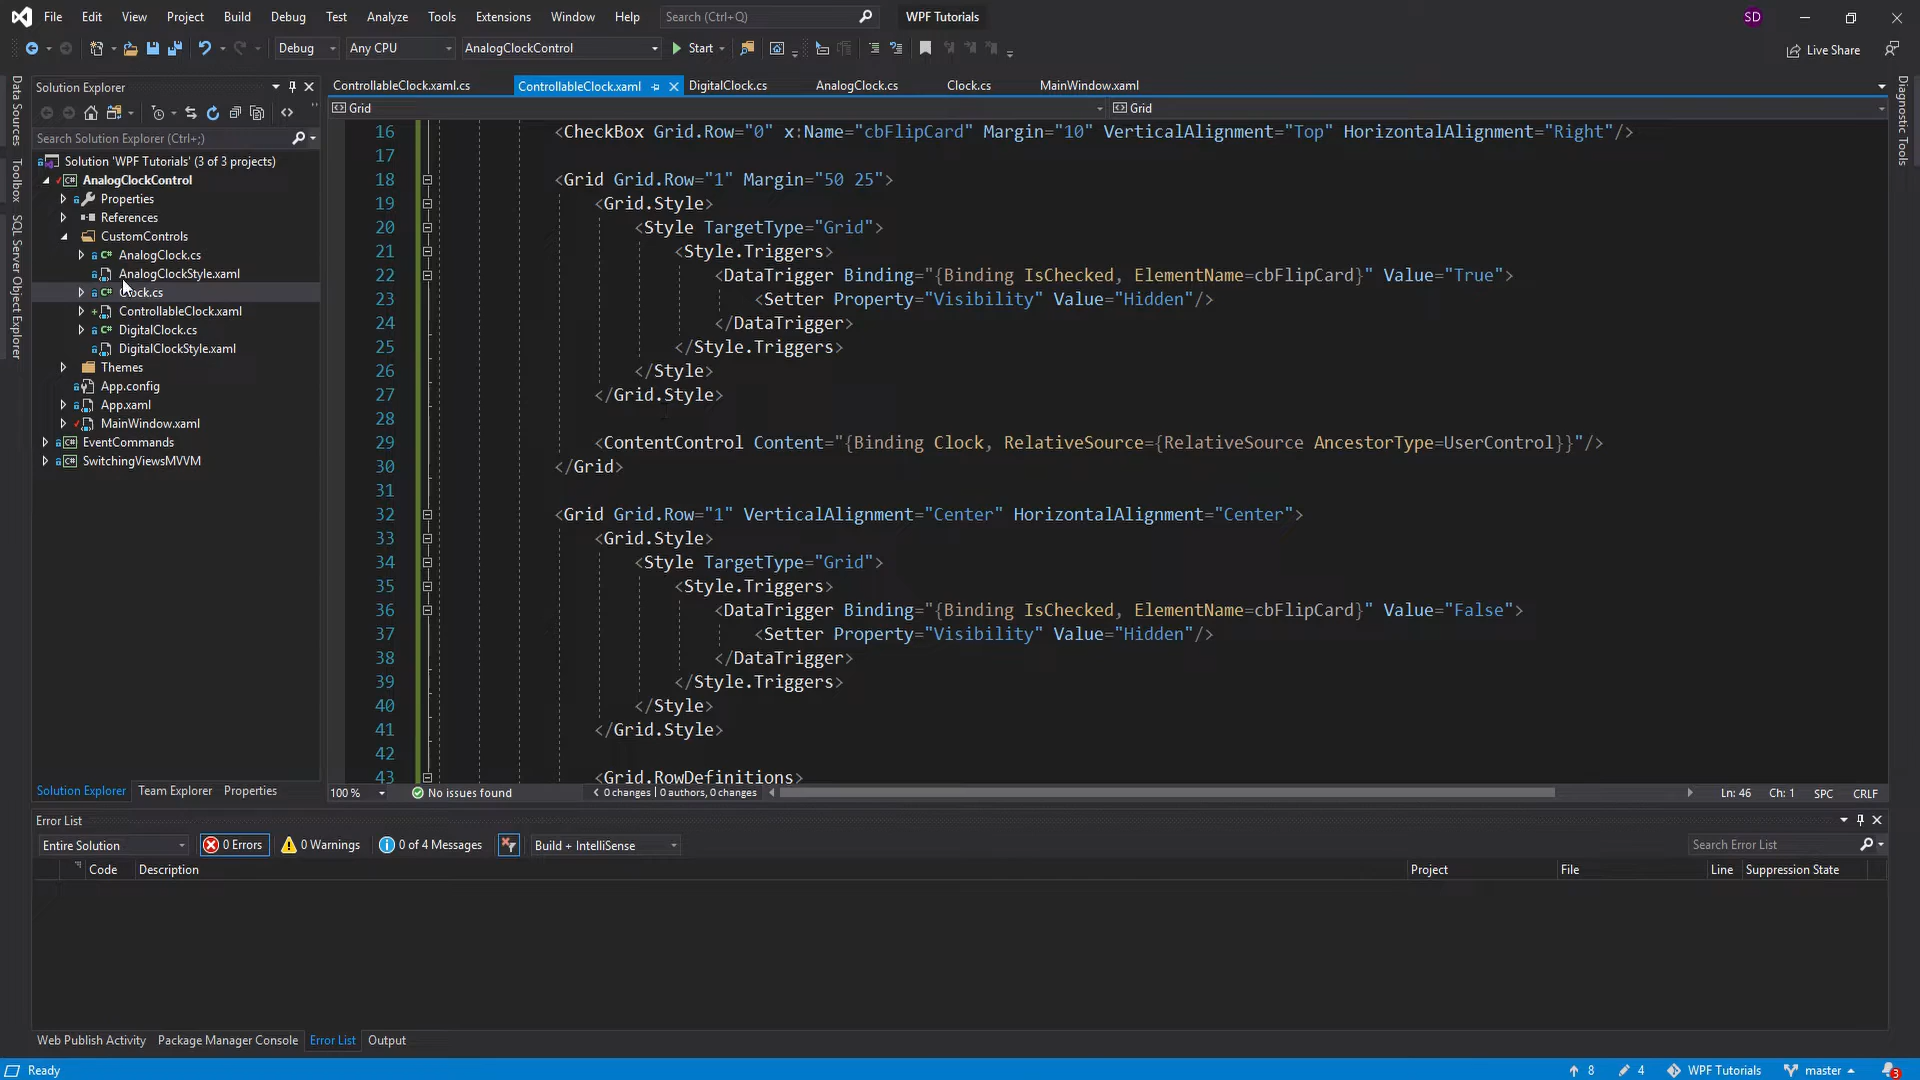 File Edit View Project Build Debug Test Analyze Tools Extensions Window Help Search (Ctrl+Q) WPF Tutorials SD
Debug Any CPU AnalogClockControl Start Live Share
Solution Explorer
Search Solution Explorer (Ctrl+;)
Solution 'WPF Tutorials' (3 of 3 projects)
AnalogClockControl
Properties
References
CustomControls
AnalogClock.cs
AnalogClockStyle.xaml
Clock.cs
ControllableClock.xaml
DigitalClock.cs
DigitalClockStyle.xaml
Themes
App.config
App.xaml
MainWindow.xaml
EventCommands
SwitchingViewsMVVM
Solution Explorer Team Explorer Properties
Data Sources
Toolbox
SQL Server Object Explorer
ControllableClock.xaml.cs ControllableClock.xaml DigitalClock.cs AnalogClock.cs Clock.cs MainWindow.xaml
Grid Grid
16 <CheckBox Grid.Row="0" x:Name="cbFlipCard" Margin="10" VerticalAlignment="Top" HorizontalAlignment="Right"/>
17
18 <Grid Grid.Row="1" Margin="50 25">
19 <Grid.Style>
20 <Style TargetType="Grid">
21 <Style.Triggers>
22 <DataTrigger Binding="{Binding IsChecked, ElementName=cbFlipCard}" Value="True">
23 <Setter Property="Visibility" Value="Hidden"/>
24 </DataTrigger>
25 </Style.Triggers>
26 </Style>
27 </Grid.Style>
28
29 <ContentControl Content="{Binding Clock, RelativeSource={RelativeSource AncestorType=UserControl}}"/>
30 </Grid>
31
32 <Grid Grid.Row="1" VerticalAlignment="Center" HorizontalAlignment="Center">
33 <Grid.Style>
34 <Style TargetType="Grid">
35 <Style.Triggers>
36 <DataTrigger Binding="{Binding IsChecked, ElementName=cbFlipCard}" Value="False">
37 <Setter Property="Visibility" Value="Hidden"/>
38 </DataTrigger>
39 </Style.Triggers>
40 </Style>
41 </Grid.Style>
42
43 <Grid.RowDefinitions>
100 % No issues found 0 changes | 0 authors, 0 changes Ln: 46 Ch: 1 SPC CRLF
Diagnostic Tools
Error List
Entire Solution 0 Errors 0 Warnings 0 of 4 Messages Build + IntelliSense Search Error List
Code Description Project File Line Suppression State
Web Publish Activity Package Manager Console Error List Output
Ready 8 4 WPF Tutorials master 3